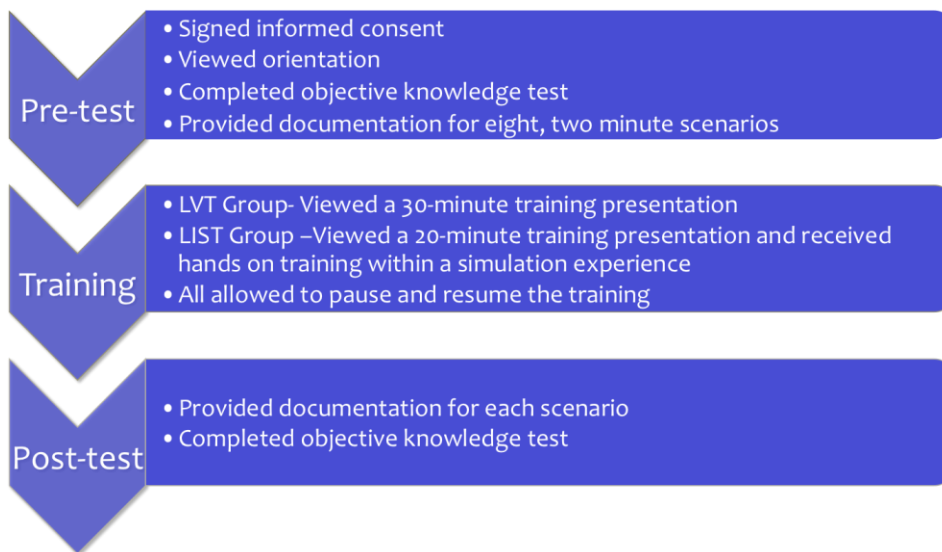 Pre-test
• Signed informed consent
• Viewed orientation
• Completed objective knowledge test
• Provided documentation for eight, two minute scenarios
Training
• LVT Group- Viewed a 30-minute training presentation
• LIST Group –Viewed a 20-minute training presentation and received
hands on training within a simulation experience
• All allowed to pause and resume the training
Post-test
• Provided documentation for each scenario
• Completed objective knowledge test